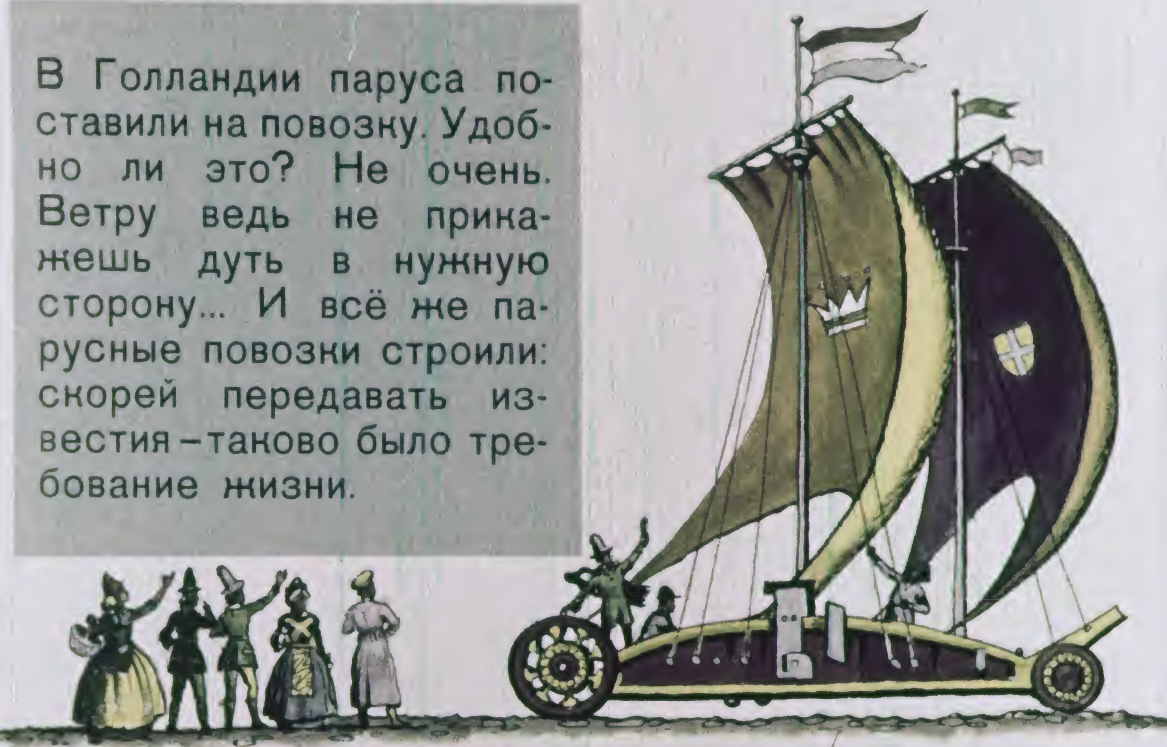 В Голландии паруса по-
ставили на повозку. Удоб-
но ли это? Не очень.
Ветру ведь не прика-
жешь дуть в нужную
сторону... И всё же па-
русные повозки строили:
скорей передавать из-
вестия – таково было тре-
бование жизни.